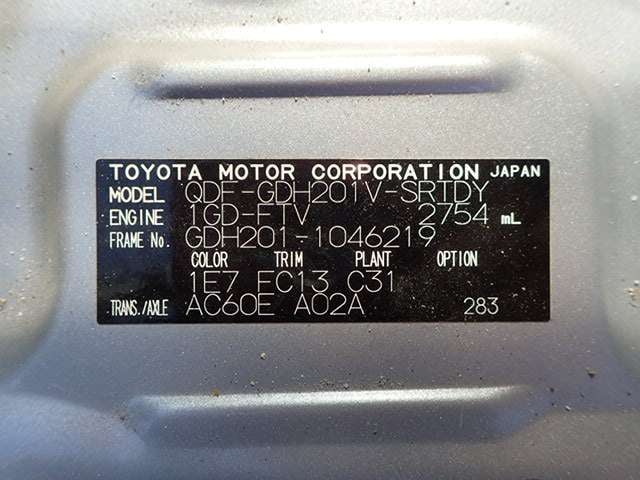 TOYOTA MOTOR CORPORATION JAPAN
MODEL QDF-GDH201V-SRTDY
ENGINE 1GD-FTV 2754 mL
FRAME No. GDH201-1046219
COLOR TRIM PLANT OPTION
1E7 FC13 C31
TRANS./AXLE AC60E A02A 283